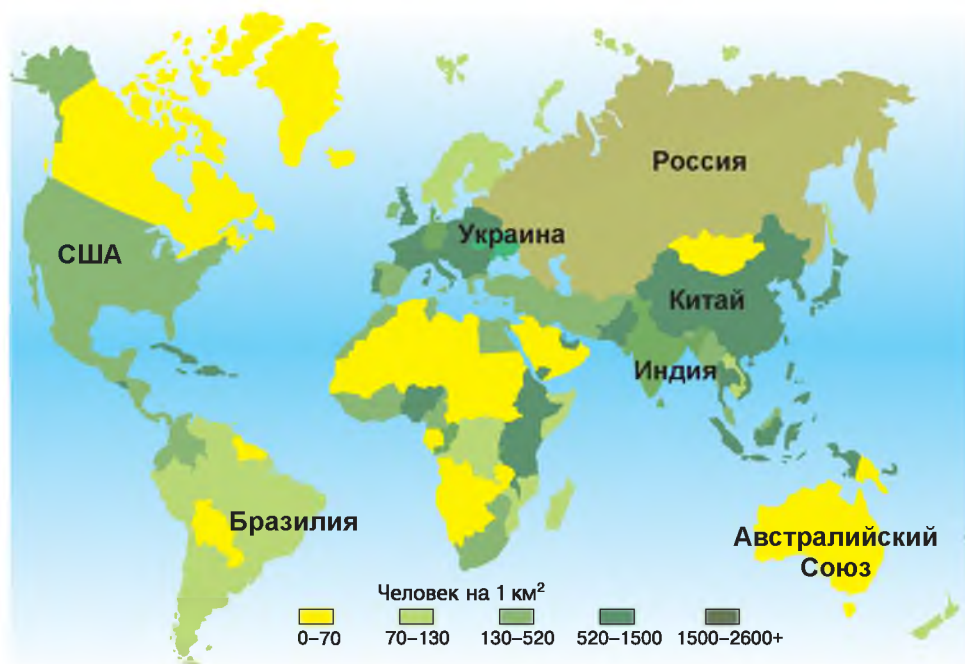 Россия
Украина
США
Китай
Индия
Бразилия
Австралийский
Союз
Человек на 1 км²
0–70
70–130
130–520
520–1500
1500–2600+